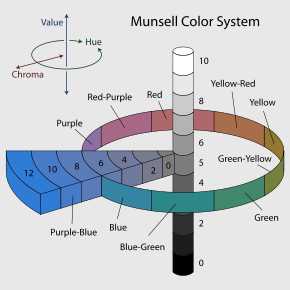 Munsell Color System
Value
Hue
Chroma
10
8
6
5
4
2
0
Red-Purple
Red
Yellow-Red
Yellow
Purple
Green-Yellow
12
10
8
6
4
2
0
Purple-Blue
Blue
Blue-Green
Green